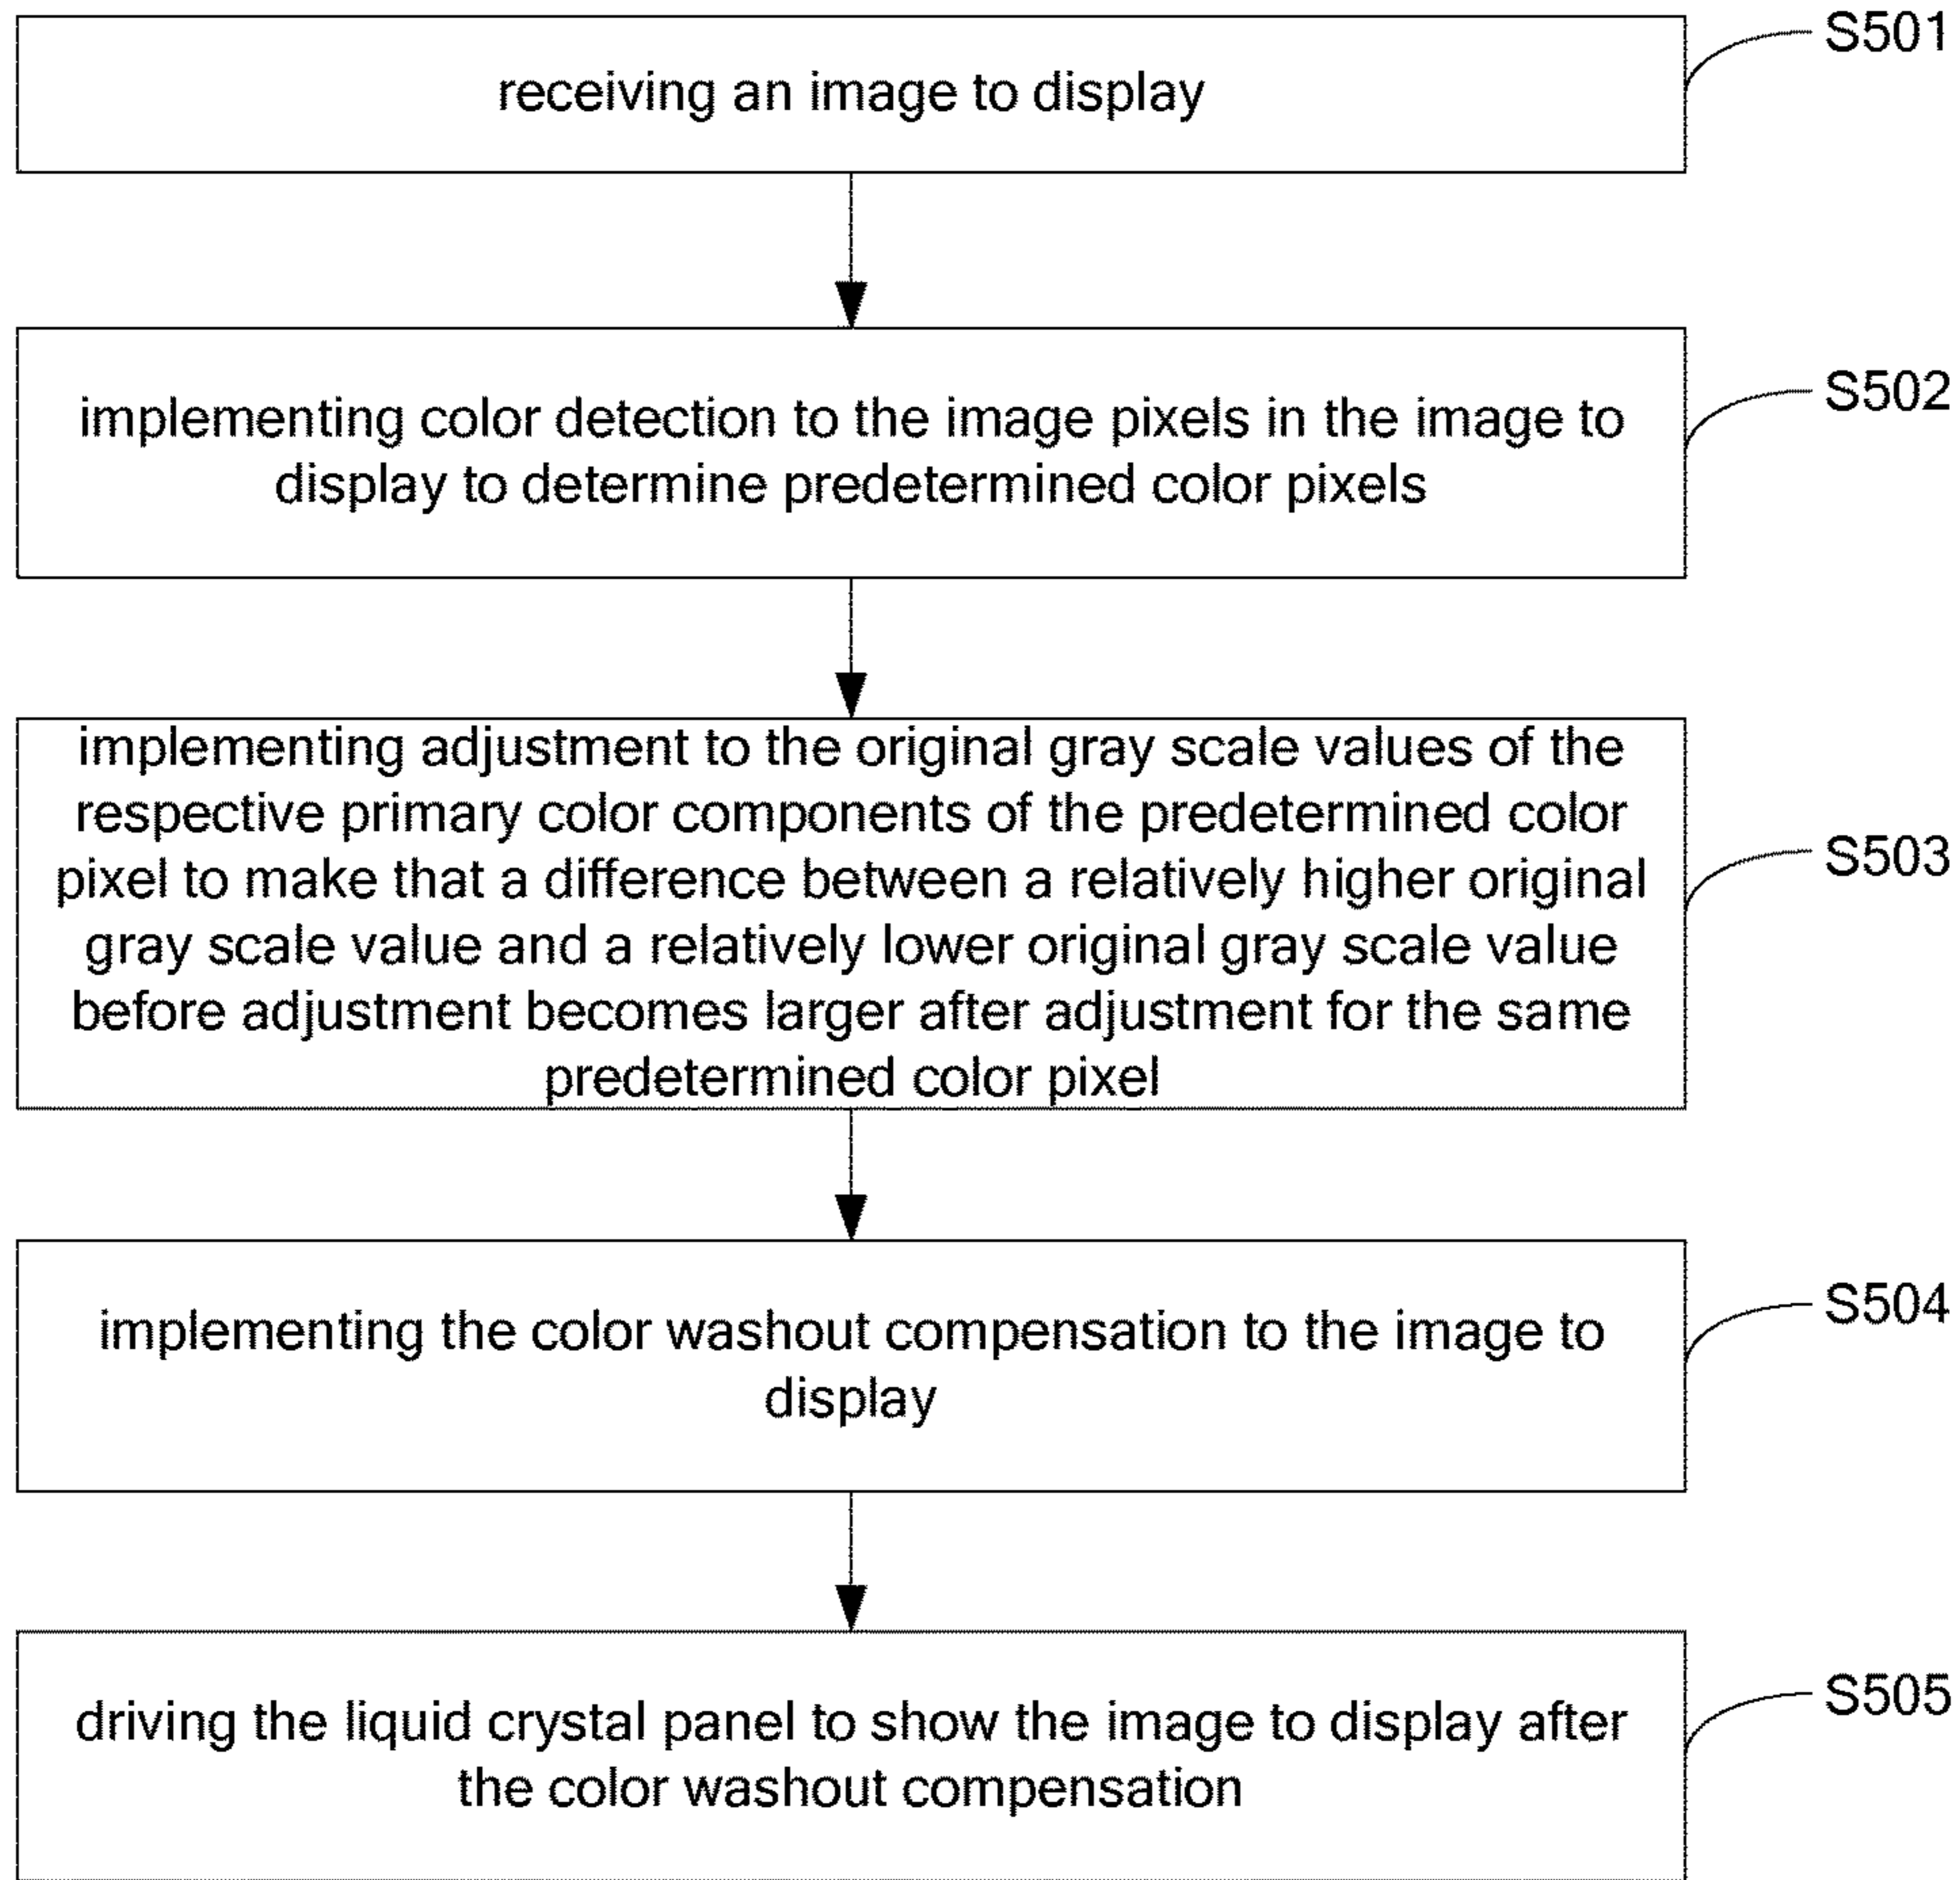 receiving an image to display
S501
implementing color detection to the image pixels in the image to
display to determine predetermined color pixels
S502
implementing adjustment to the original gray scale values of the
respective primary color components of the predetermined color
pixel to make that a difference between a relatively higher original
gray scale value and a relatively lower original gray scale value
before adjustment becomes larger after adjustment for the same
predetermined color pixel
S503
implementing the color washout compensation to the image to
display
S504
driving the liquid crystal panel to show the image to display after
the color washout compensation
S505